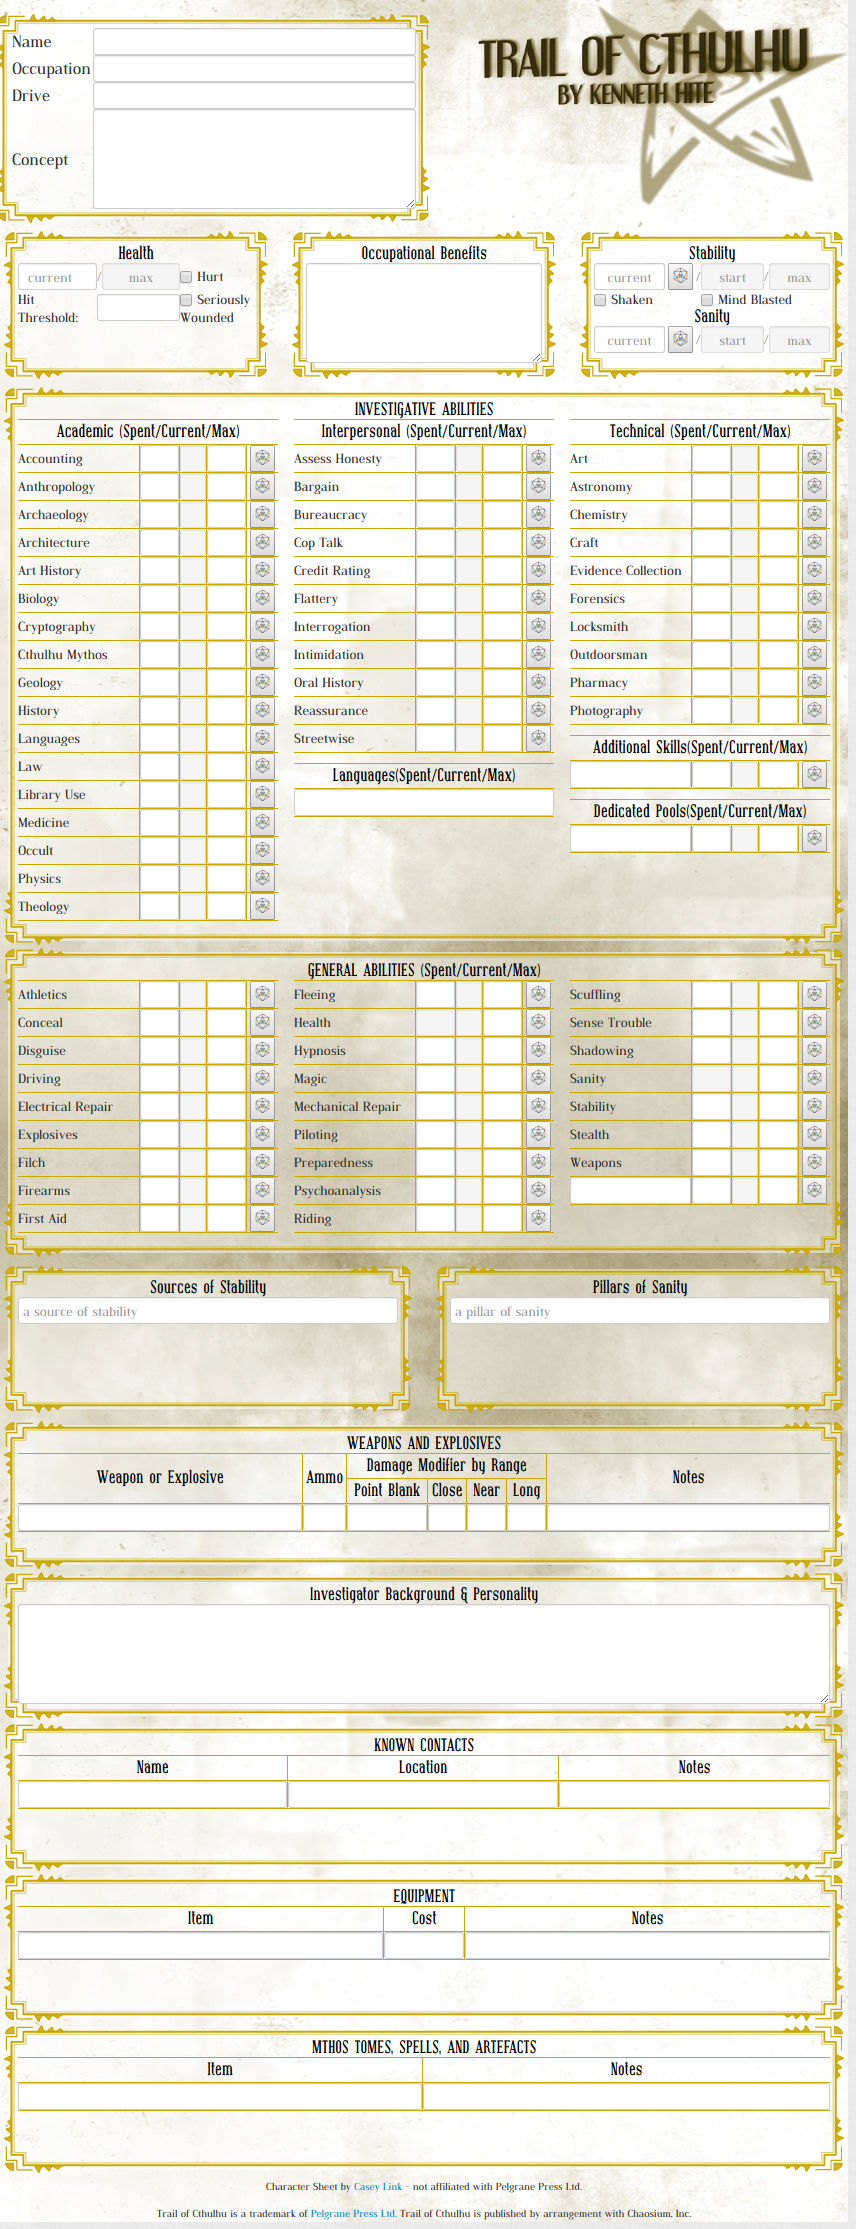 TRAIL OF CTHULHU
BY KENNETH HITE
Name
Occupation
Drive
Concept
Health
current / max Hurt
Hit Threshold: Seriously Wounded
Occupational Benefits
Stability
current / start / max
Shaken Mind Blasted
Sanity
current / start / max
INVESTIGATIVE ABILITIES
Academic (Spent/Current/Max)
Accounting
Anthropology
Archaeology
Architecture
Art History
Biology
Cryptography
Cthulhu Mythos
Geology
History
Languages
Law
Library Use
Medicine
Occult
Physics
Theology
Interpersonal (Spent/Current/Max)
Assess Honesty
Bargain
Bureaucracy
Cop Talk
Credit Rating
Flattery
Interrogation
Intimidation
Oral History
Reassurance
Streetwise
Languages(Spent/Current/Max)
Technical (Spent/Current/Max)
Art
Astronomy
Chemistry
Craft
Evidence Collection
Forensics
Locksmith
Outdoorsman
Pharmacy
Photography
Additional Skills(Spent/Current/Max)
Dedicated Pools(Spent/Current/Max)
GENERAL ABILITIES (Spent/Current/Max)
Athletics
Conceal
Disguise
Driving
Electrical Repair
Explosives
Filch
Firearms
First Aid
Fleeing
Health
Hypnosis
Magic
Mechanical Repair
Piloting
Preparedness
Psychoanalysis
Riding
Scuffling
Sense Trouble
Shadowing
Sanity
Stability
Stealth
Weapons
Sources of Stability
a source of stability
Pillars of Sanity
a pillar of sanity
WEAPONS AND EXPLOSIVES
Weapon or Explosive Ammo Damage Modifier by Range Notes
Point Blank Close Near Long
Investigator Background & Personality
KNOWN CONTACTS
Name Location Notes
EQUIPMENT
Item Cost Notes
MTHOS TOMES, SPELLS, AND ARTEFACTS
Item Notes
Character Sheet by Casey Link - not affiliated with Pelgrane Press Ltd.
Trail of Cthulhu is a trademark of Pelgrane Press Ltd. Trail of Cthulhu is published by arrangement with Chaosium, Inc.